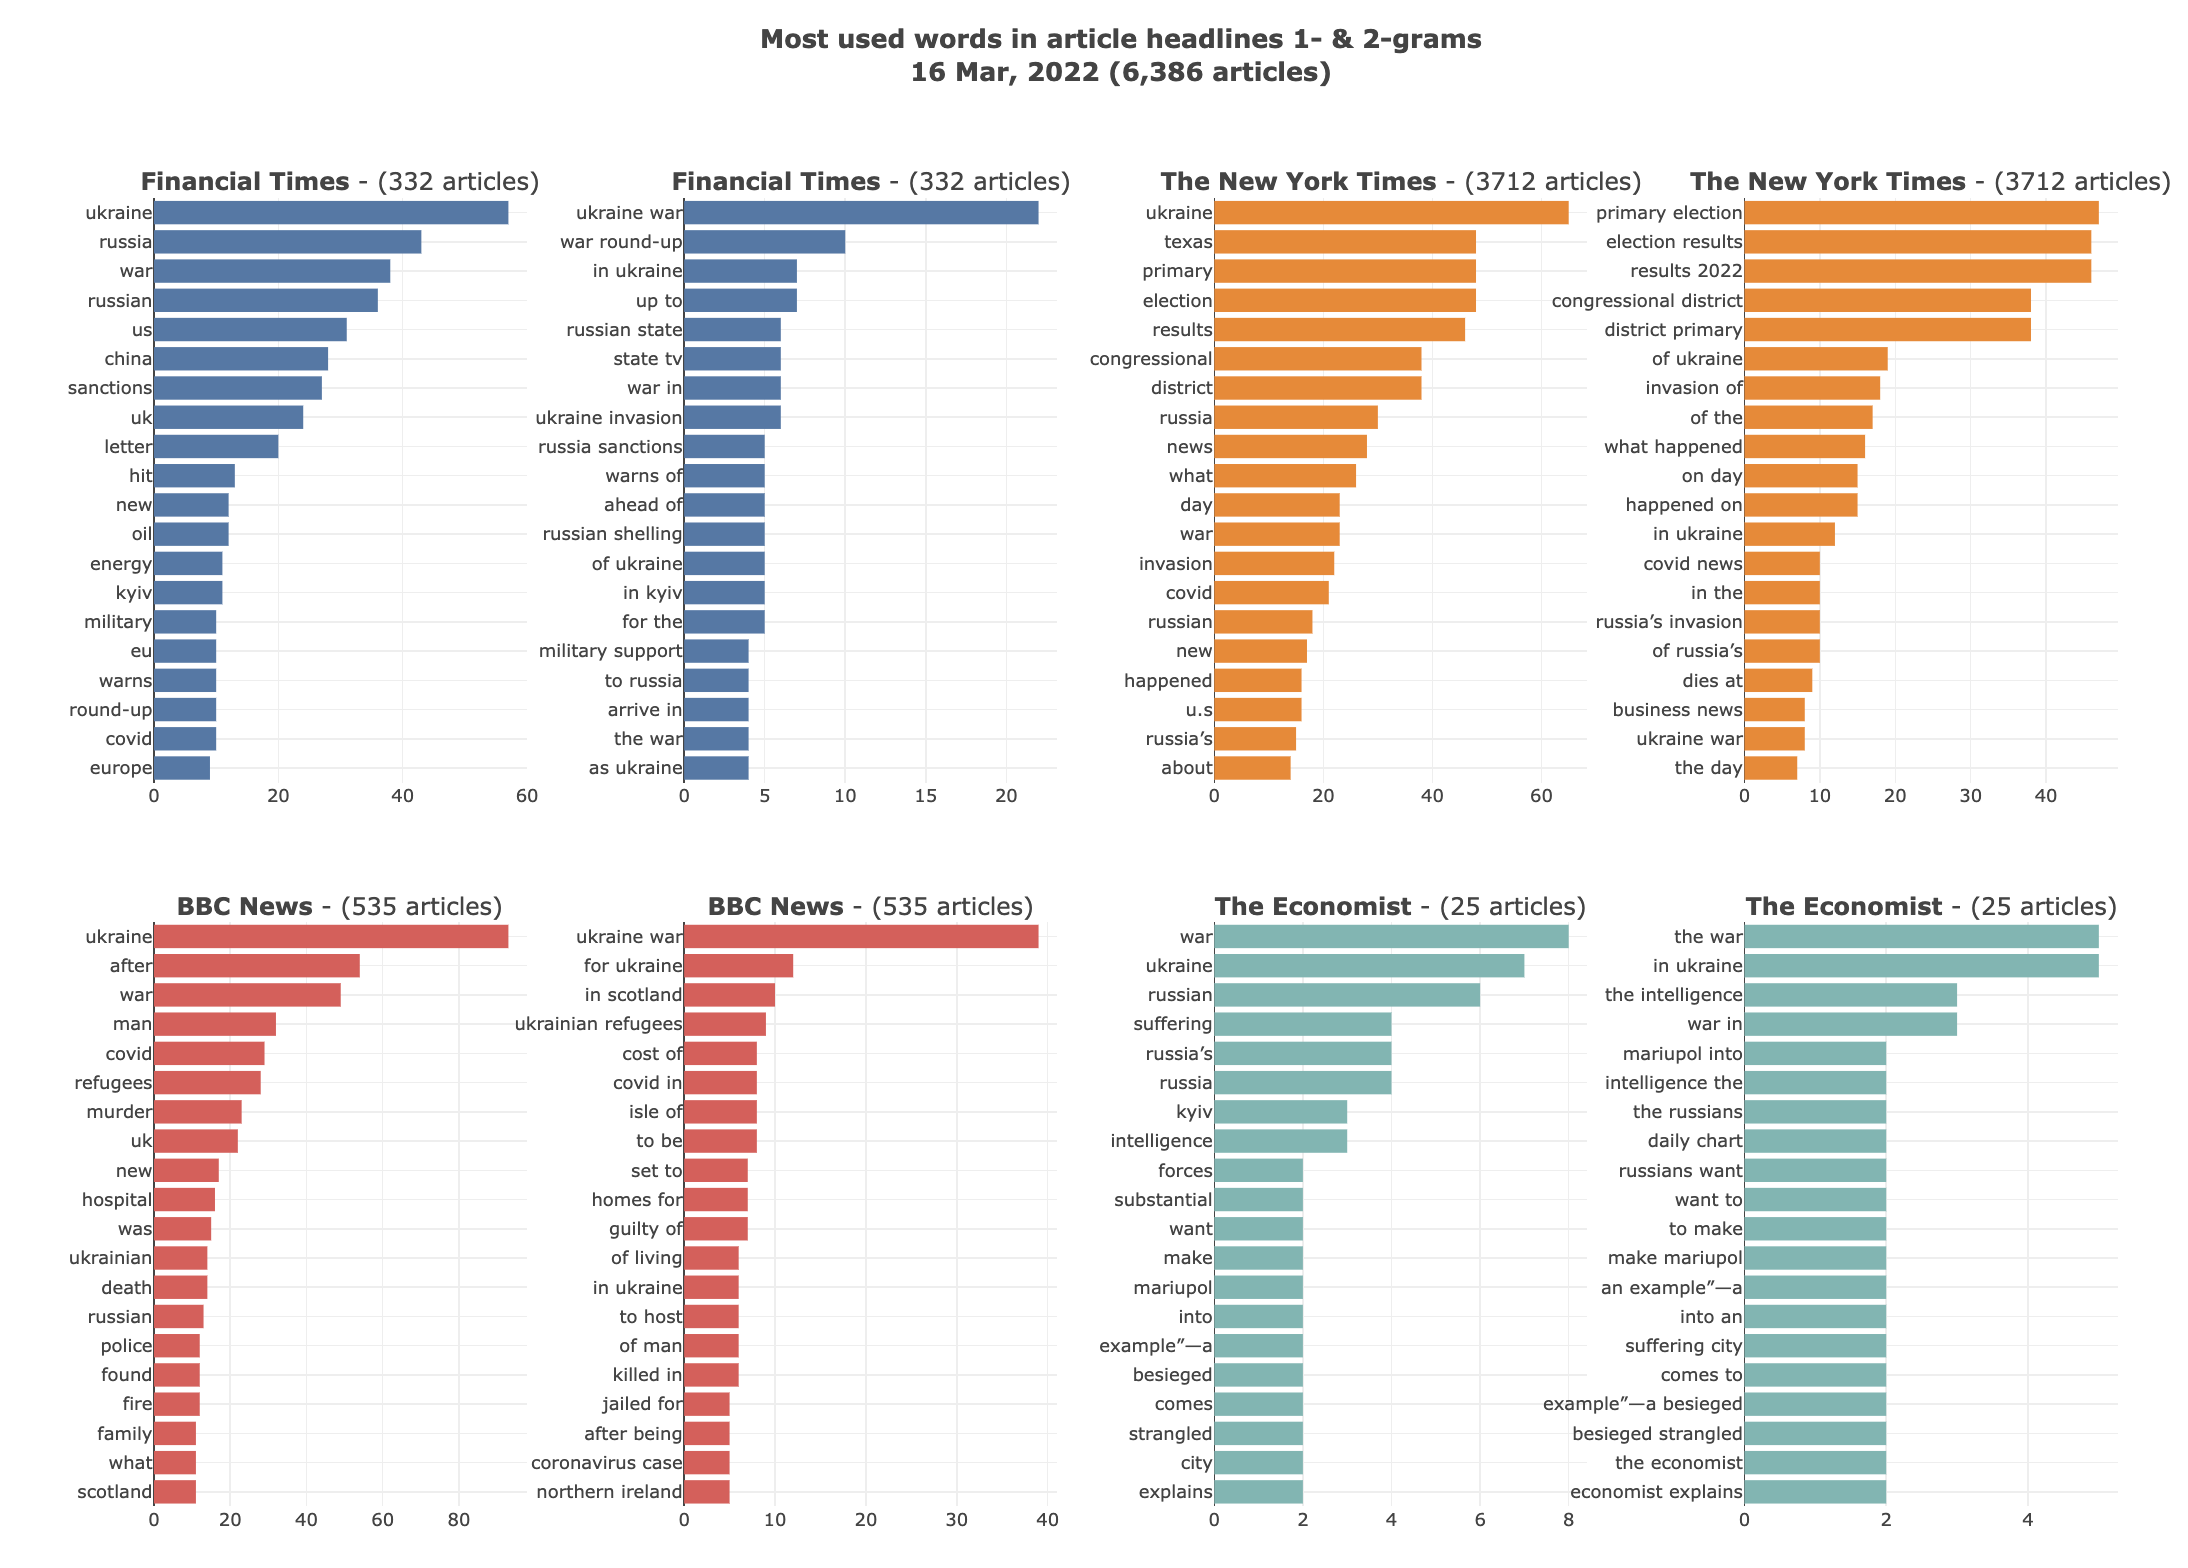 Most used words in article headlines 1- & 2-grams
16 Mar, 2022 (6,386 articles)
Financial Times - (332 articles)
ukraine
russia
war
russian
us
china
sanctions
uk
letter
hit
new
oil
energy
kyiv
military
eu
warns
round-up
covid
europe
0 20 40 60
Financial Times - (332 articles)
ukraine war
war round-up
in ukraine
up to
russian state
state tv
war in
ukraine invasion
russia sanctions
warns of
ahead of
russian shelling
of ukraine
in kyiv
for the
military support
to russia
arrive in
the war
as ukraine
0 5 10 15 20
The New York Times - (3712 articles)
ukraine
texas
primary
election
results
congressional
district
russia
news
what
day
war
invasion
covid
russian
new
happened
u.s
russia’s
about
0 20 40 60
The New York Times - (3712 articles)
primary election
election results
results 2022
congressional district
district primary
of ukraine
invasion of
of the
what happened
on day
happened on
in ukraine
covid news
in the
russia’s invasion
of russia’s
dies at
business news
ukraine war
the day
0 10 20 30 40
BBC News - (535 articles)
ukraine
after
war
man
covid
refugees
murder
uk
new
hospital
was
ukrainian
death
russian
police
found
fire
family
what
scotland
0 20 40 60 80
BBC News - (535 articles)
ukraine war
for ukraine
in scotland
ukrainian refugees
cost of
covid in
isle of
to be
set to
homes for
guilty of
of living
in ukraine
to host
of man
killed in
jailed for
after being
coronavirus case
northern ireland
0 10 20 30 40
The Economist - (25 articles)
war
ukraine
russian
suffering
russia’s
russia
kyiv
intelligence
forces
substantial
want
make
mariupol
into
example”—a
besieged
comes
strangled
city
explains
0 2 4 6 8
The Economist - (25 articles)
the war
in ukraine
the intelligence
war in
mariupol into
intelligence the
the russians
daily chart
russians want
want to
to make
make mariupol
an example”—a
into an
suffering city
comes to
example”—a besieged
besieged strangled
the economist
economist explains
0 2 4